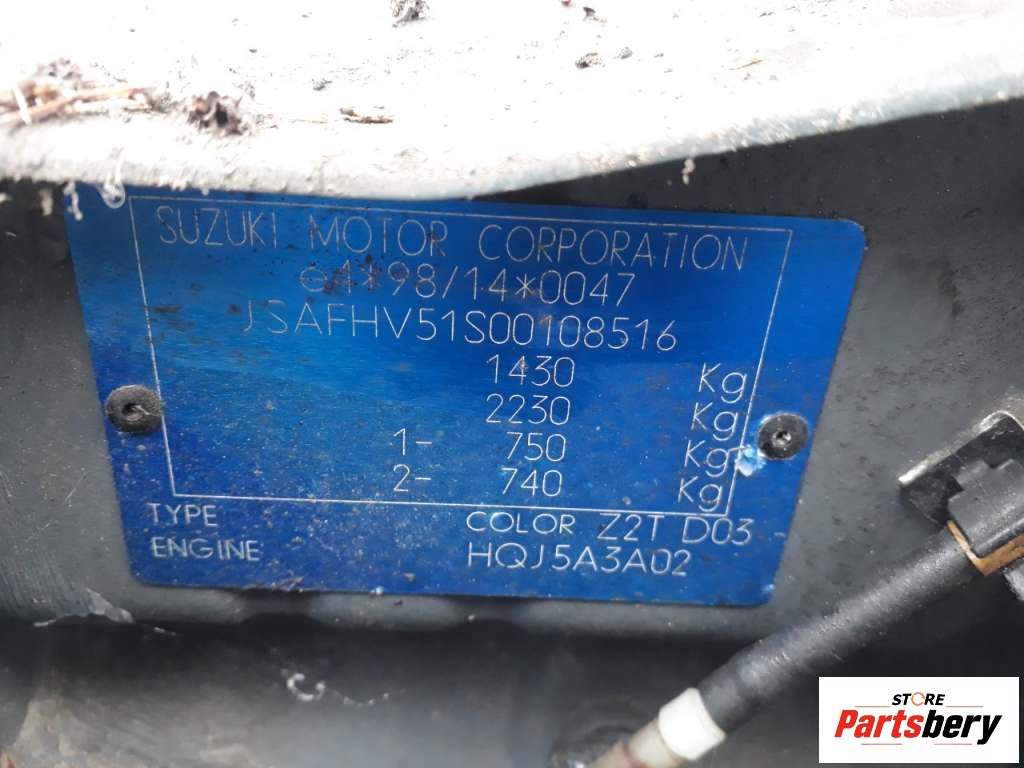 SUZUKI MOTOR CORPORATION
e4*98/14*0047
JSAFHV51S00108516
1430 Kg
2230 Kg
1- 750 Kg
2- 740 Kg
TYPE COLOR Z2T D03
ENGINE HQJ5A3A02
STORE
Partsbery